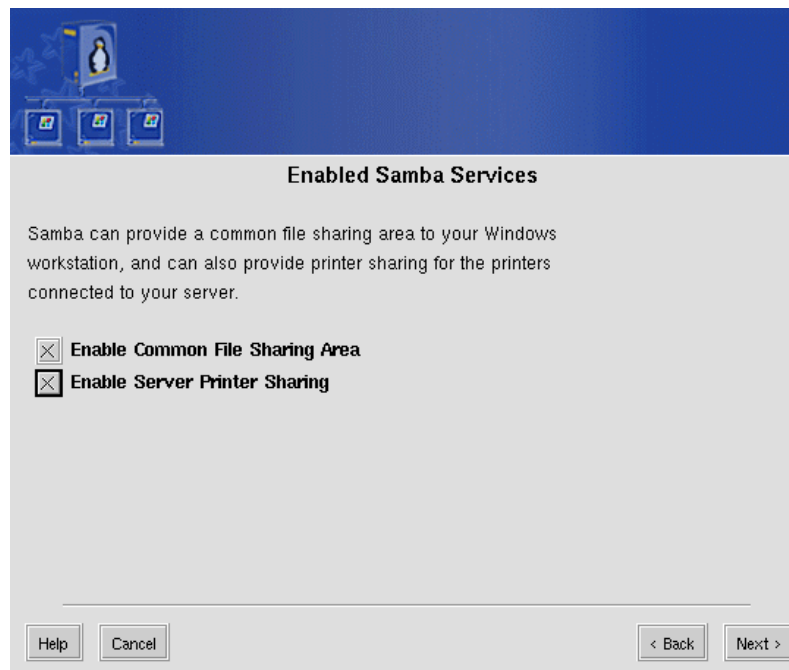 Enabled Samba Services
Samba can provide a common file sharing area to your Windows
workstation, and can also provide printer sharing for the printers
connected to your server.
Enable Common File Sharing Area
Enable Server Printer Sharing
Help Cancel < Back Next >